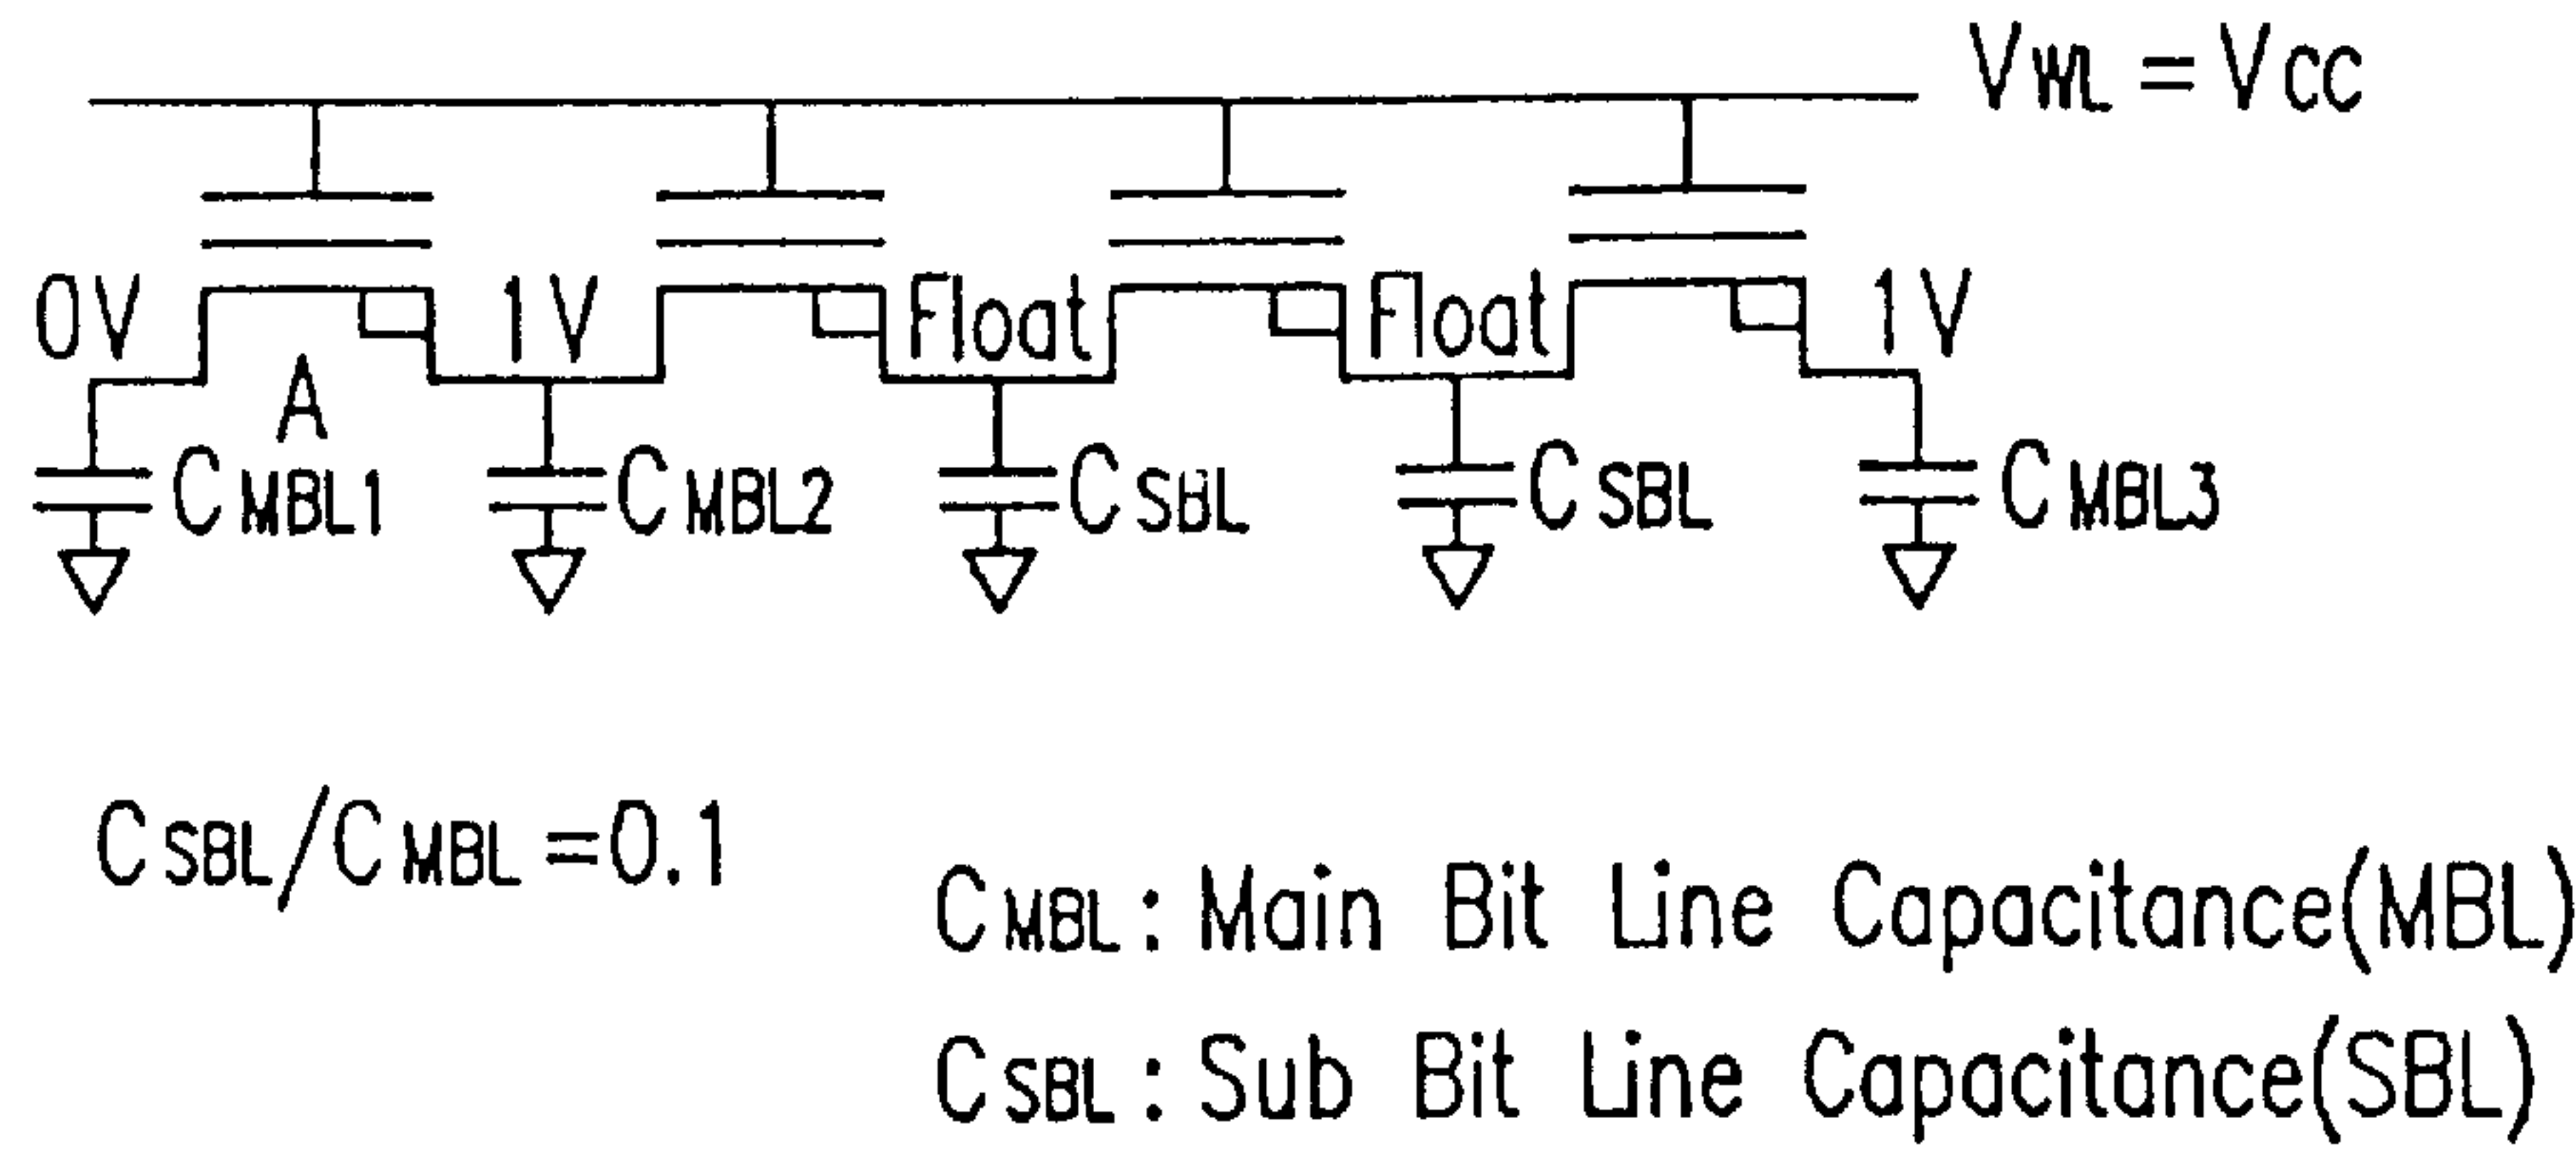 VWL = VCC
0V 1V Float Float 1V
A
CMBL1 CMBL2 CSBL CSBL CMBL3
CSBL/CMBL=0.1
CMBL: Main Bit Line Capacitance(MBL)
CSBL: Sub Bit Line Capacitance(SBL)